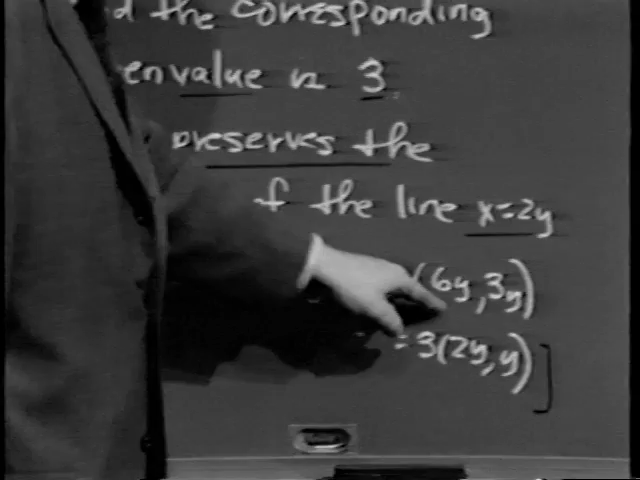 d the corresponding
envalue is 3.
preserves the
f the line x=2y
(6y, 3y)
= 3(2y, y)]